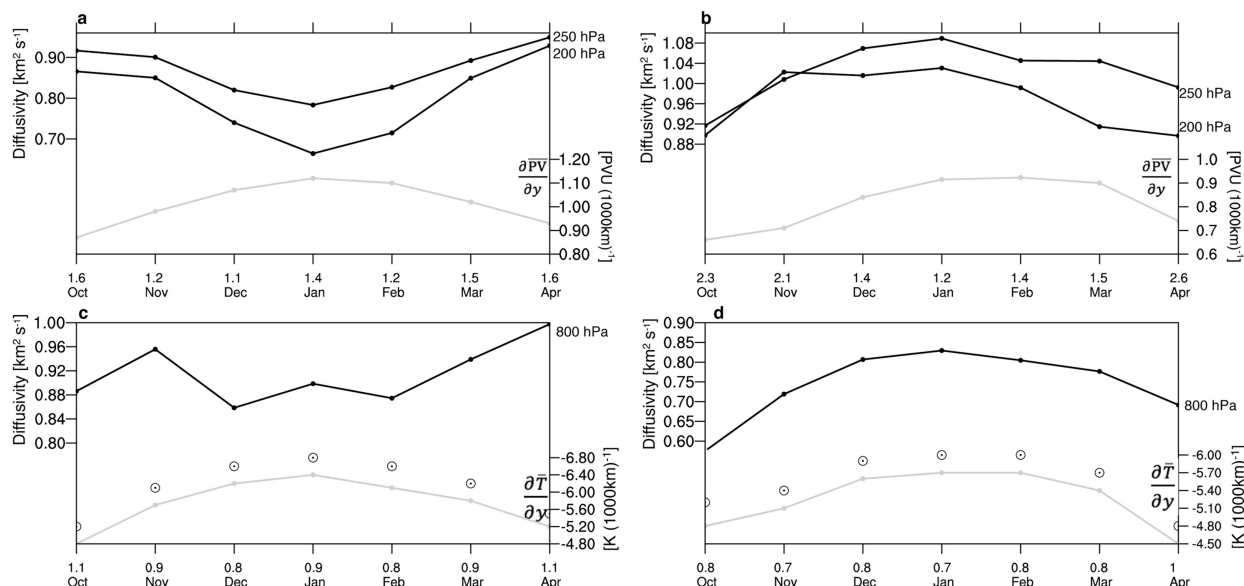 a
Diffusivity [km² s⁻¹]
0.90
0.80
0.70
250 hPa
200 hPa
∂PV̅/∂y
1.20
1.10
1.00
0.90
0.80
[PVU (1000km)⁻¹]
1.6 1.2 1.1 1.4 1.2 1.5 1.6
Oct Nov Dec Jan Feb Mar Apr
b
Diffusivity [km² s⁻¹]
1.08
1.04
1.00
0.96
0.92
0.88
250 hPa
200 hPa
∂PV̅/∂y
1.0
0.9
0.8
0.7
0.6
[PVU (1000km)⁻¹]
2.3 2.1 1.4 1.2 1.4 1.5 2.6
Oct Nov Dec Jan Feb Mar Apr
c
Diffusivity [km² s⁻¹]
1.00
0.96
0.92
0.88
0.84
0.80
800 hPa
∂T̅/∂y
-6.80
-6.40
-6.00
-5.60
-5.20
-4.80
[K (1000km)⁻¹]
1.1 0.9 0.8 0.9 0.8 0.9 1.1
Oct Nov Dec Jan Feb Mar Apr
d
Diffusivity [km² s⁻¹]
0.90
0.80
0.75
0.70
0.65
0.60
800 hPa
∂T̅/∂y
-6.00
-5.70
-5.40
-5.10
-4.80
-4.50
[K (1000km)⁻¹]
0.8 0.7 0.8 0.7 0.8 0.8 1
Oct Nov Dec Jan Feb Mar Apr